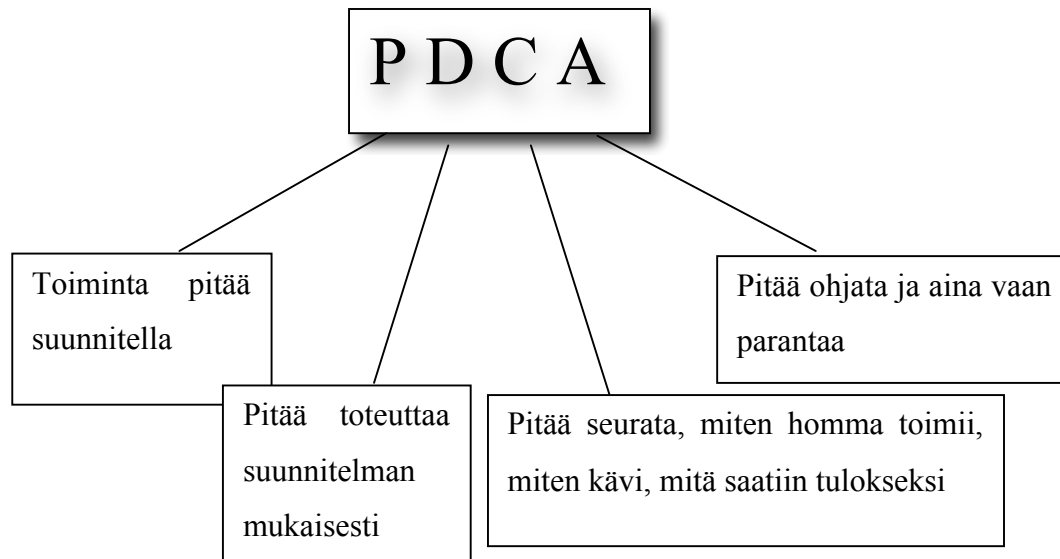 P D C A
Toiminta pitää
suunnitella
Pitää toteuttaa
suunnitelman
mukaisesti
Pitää seurata, miten homma toimii,
miten kävi, mitä saatiin tulokseksi
Pitää ohjata ja aina vaan
parantaa